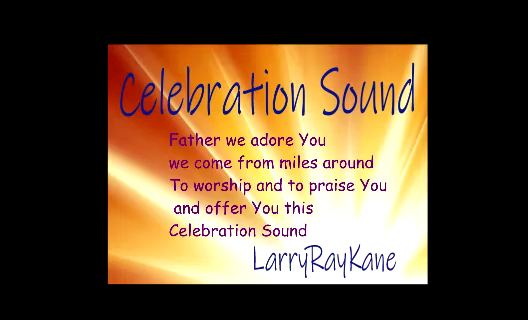 Celebration Sound
Father we adore You
we come from miles around
To worship and to praise You
and offer You this
Celebration Sound
LarryRayKane